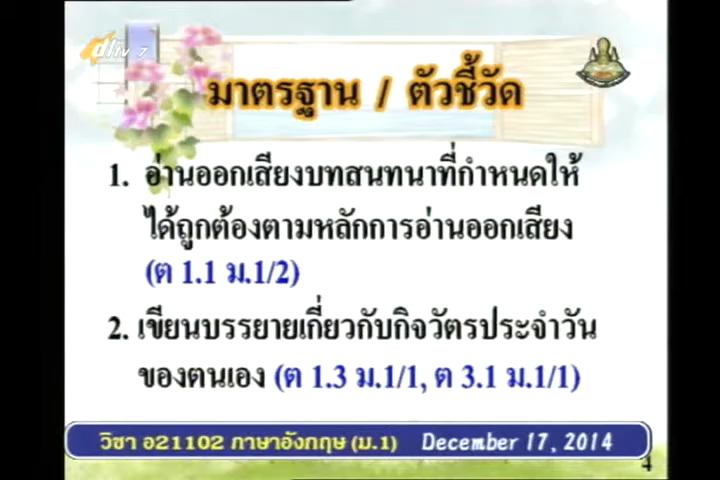 dltv 7
มาตรฐาน / ตัวชี้วัด
1. อ่านออกเสียงบทสนทนาที่กำหนดให้
ได้ถูกต้องตามหลักการอ่านออกเสียง
(ต 1.1 ม.1/2)
2. เขียนบรรยายเกี่ยวกับกิจวัตรประจำวัน
ของตนเอง (ต 1.3 ม.1/1, ต 3.1 ม.1/1)
วิชา อ21102 ภาษาอังกฤษ (ม.1) December 17, 2014
4